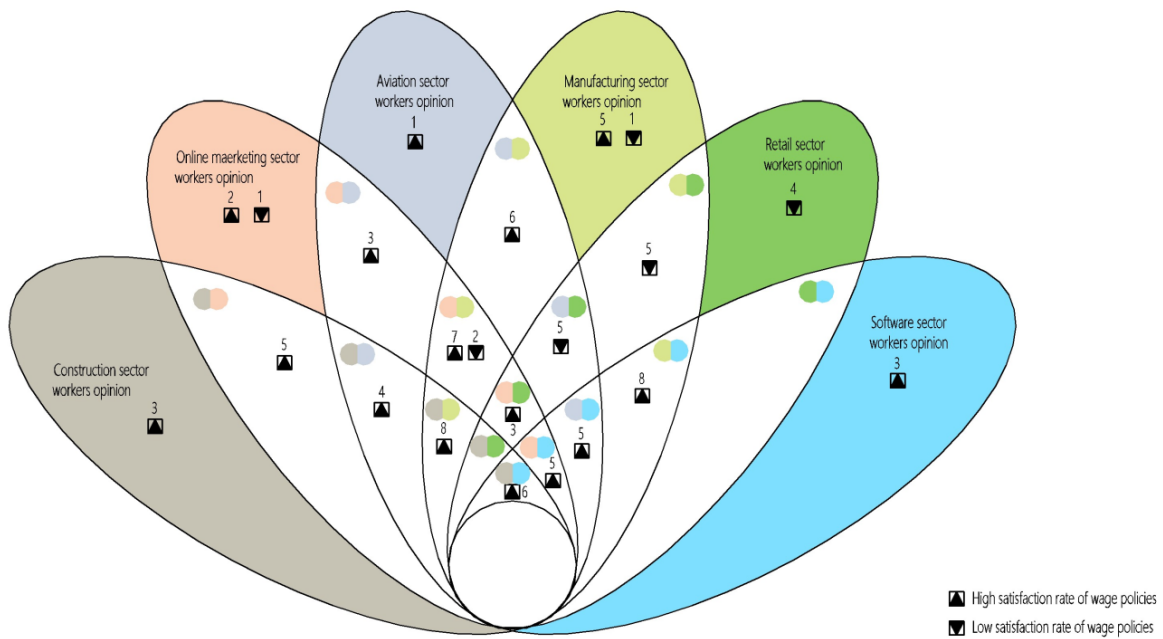 Aviation sector
workers opinion
1
Manufacturing sector
workers opinion
5 1
Online maerketing sector
workers opinion
2 1
Retail sector
workers opinion
4
6
3
5
Software sector
workers opinion
3
Construction sector
workers opinion
3
5
7 2
5
4
8
8
3
5
5
6
High satisfaction rate of wage policies
Low satisfaction rate of wage policies